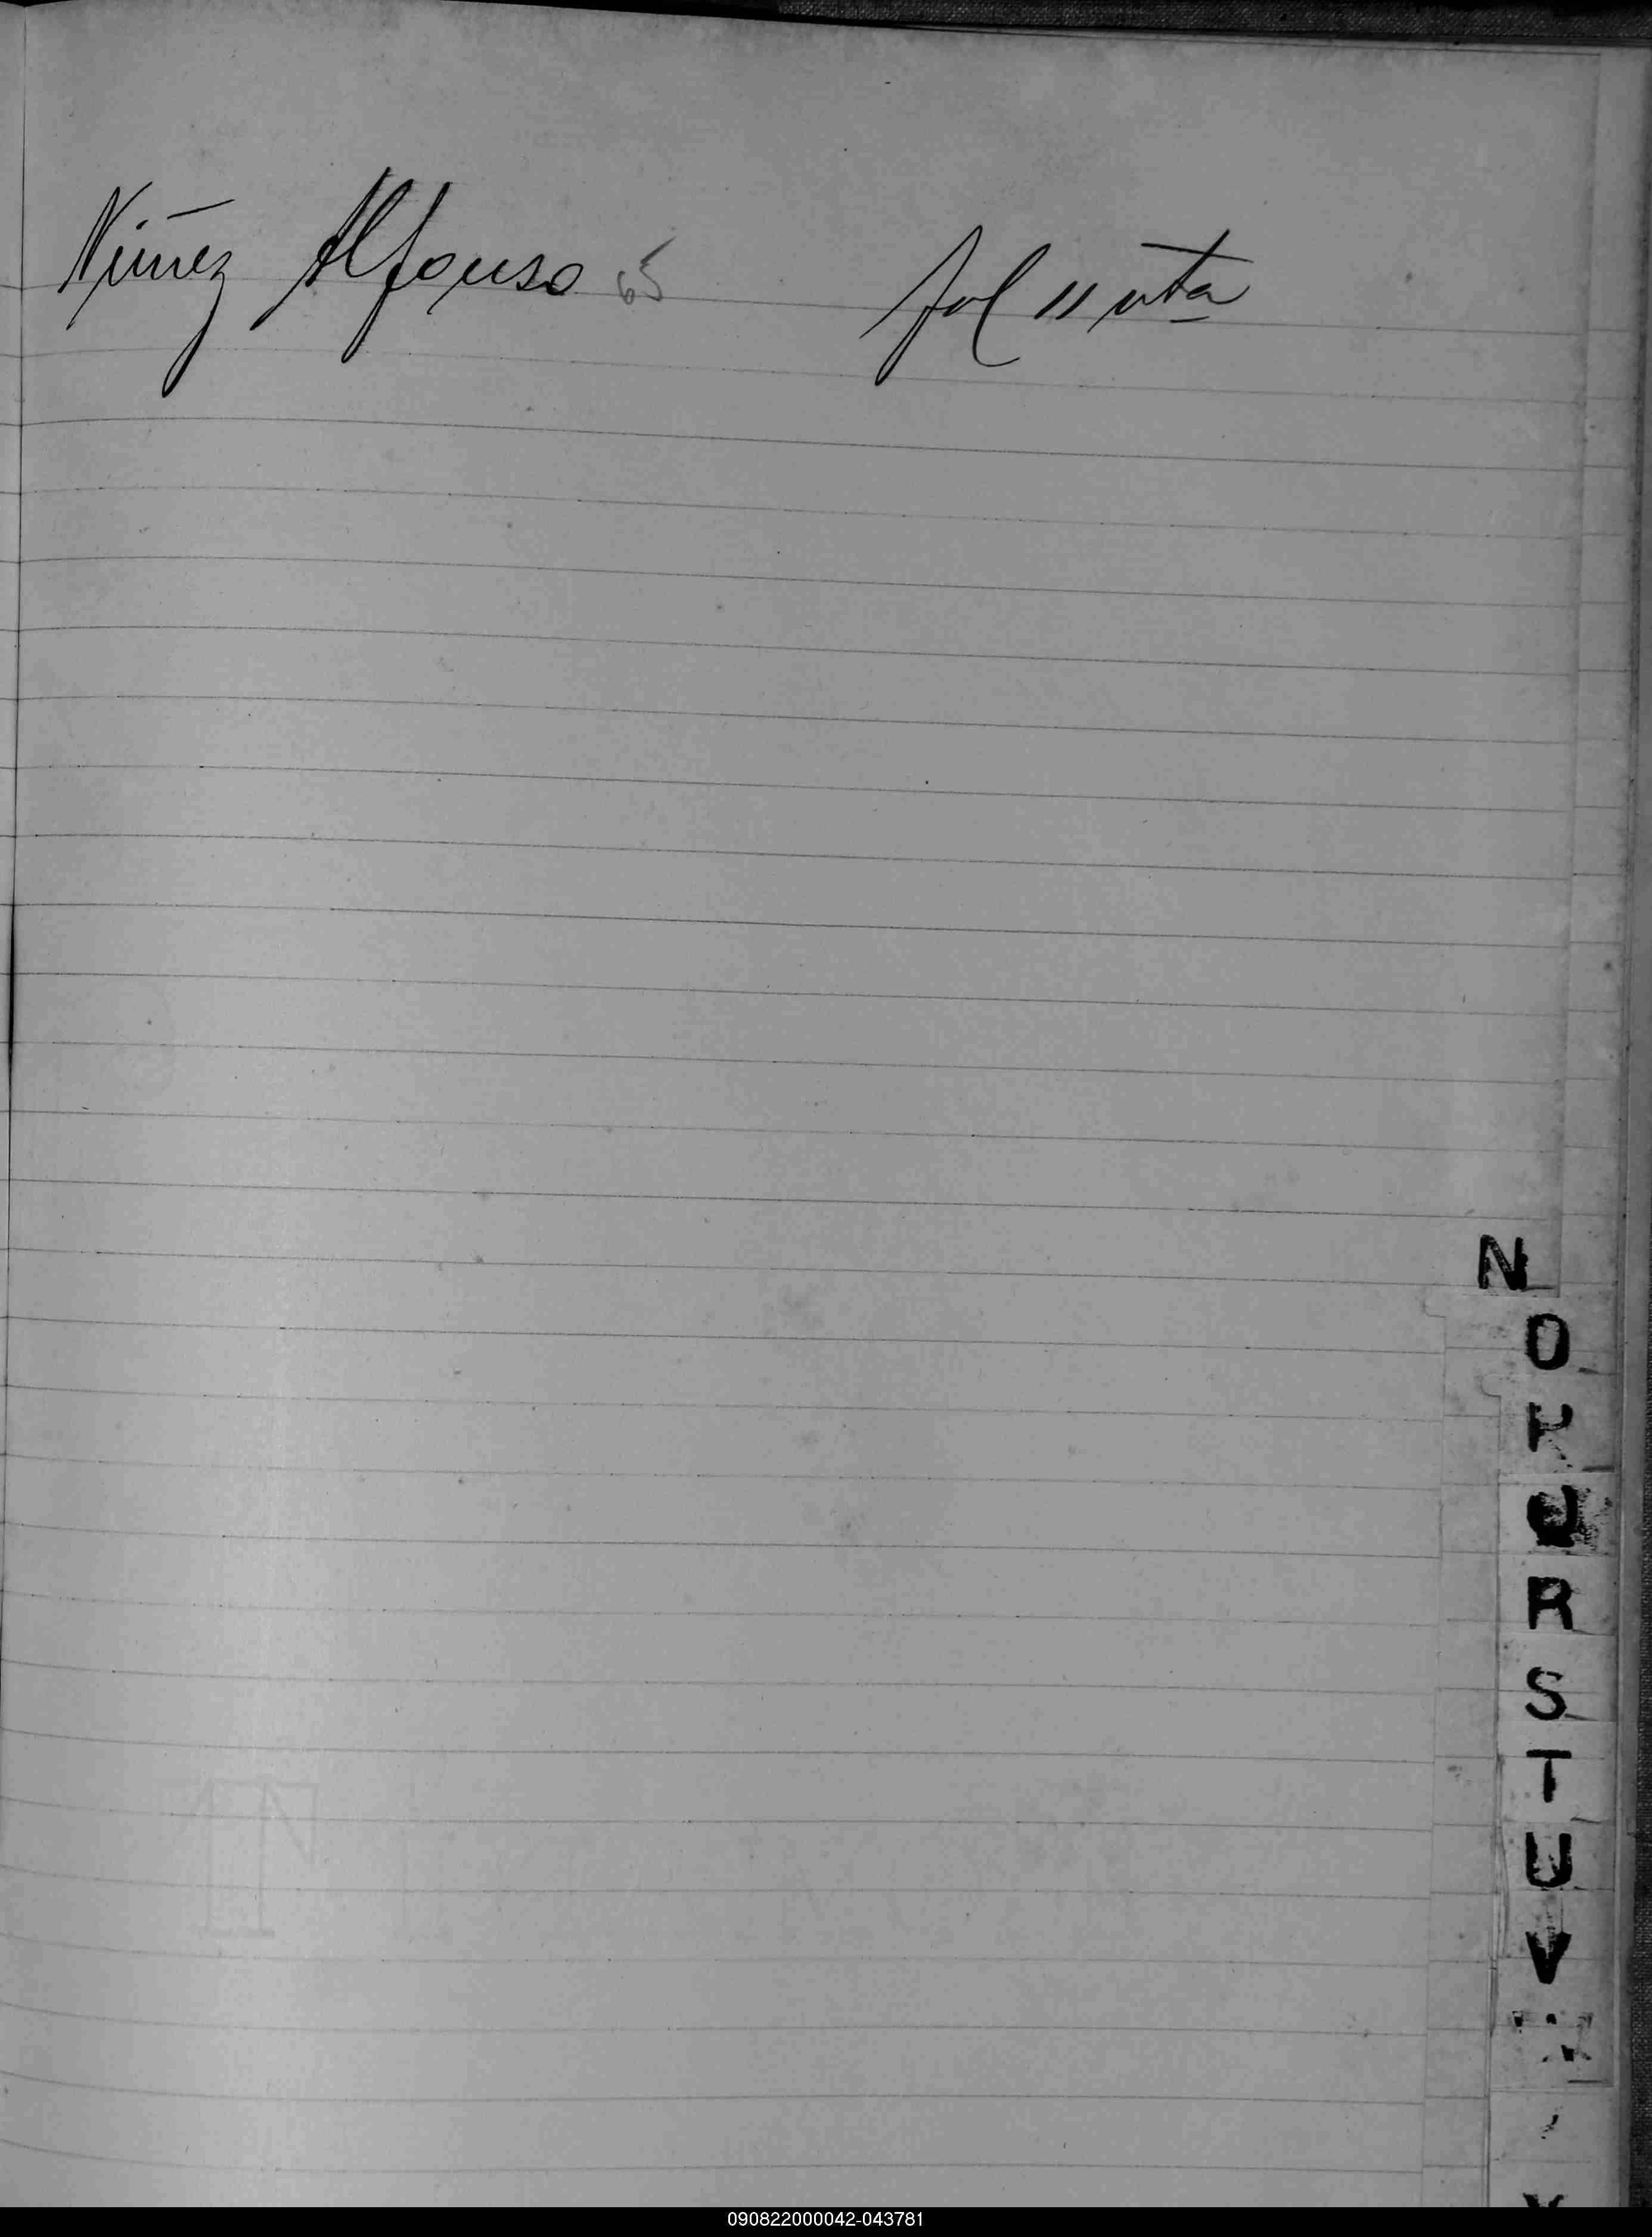 Núñez Alfonso 65 fol 11 vta
N
O
P
Q
R
S
T
U
V
090822000042-043781